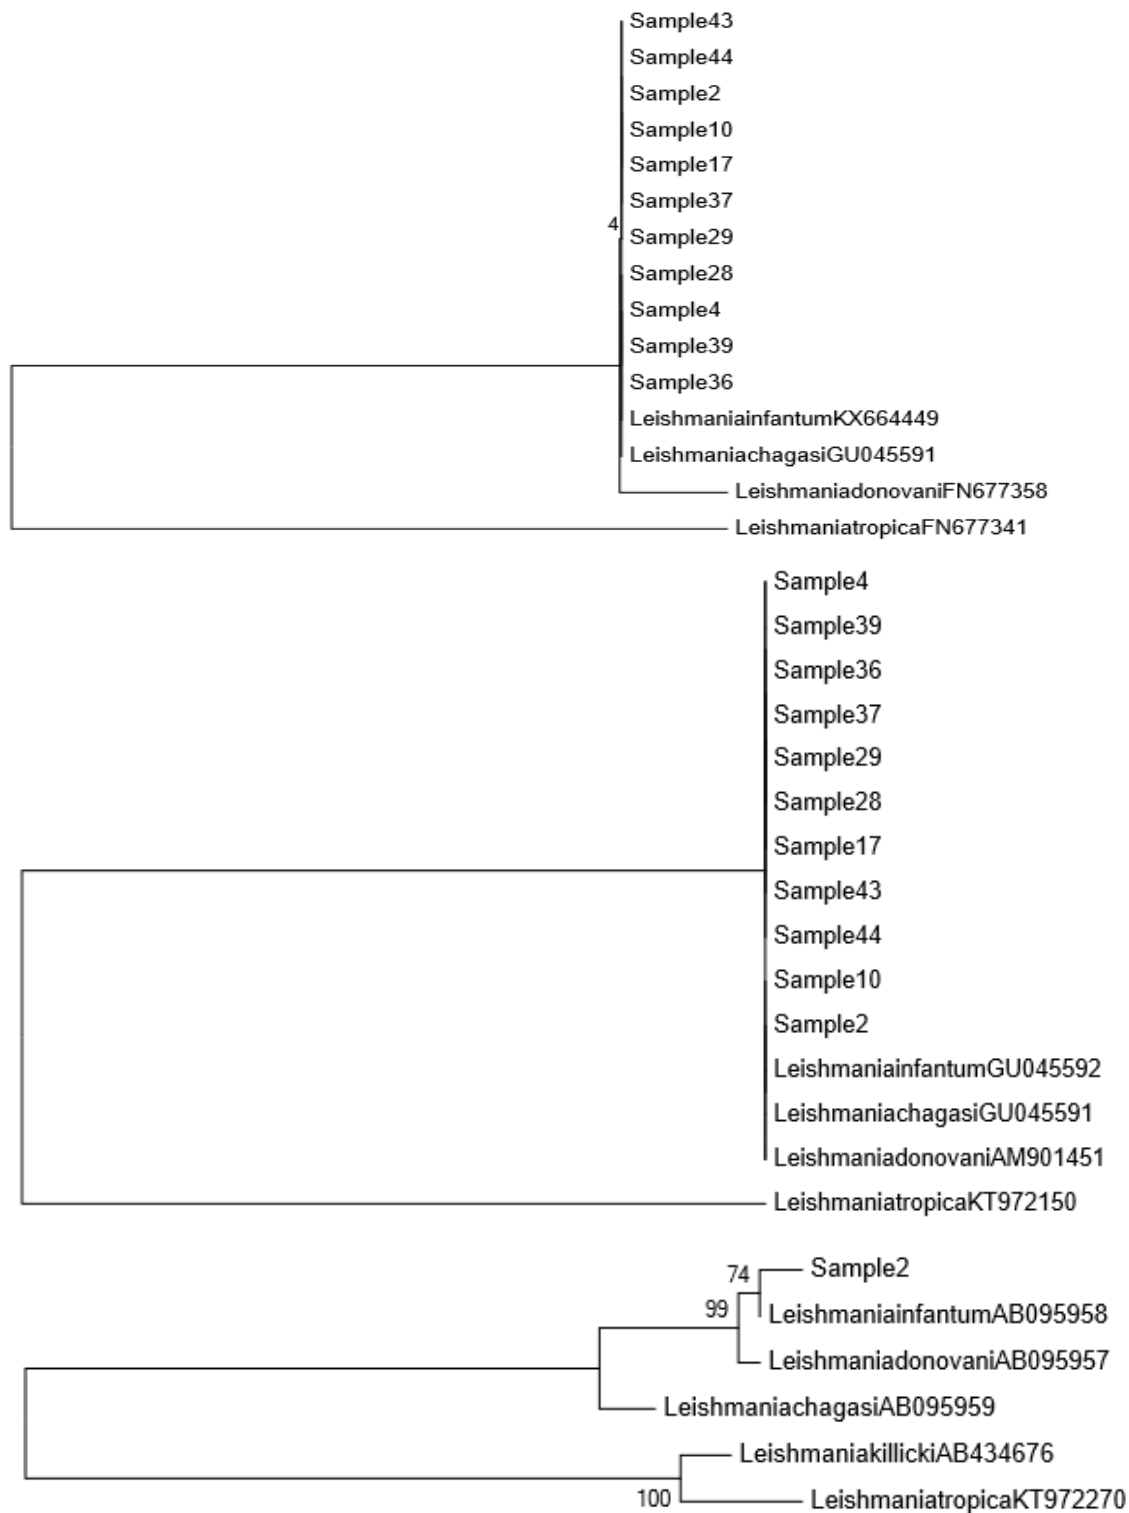 Sample43
Sample44
Sample2
Sample10
Sample17
Sample37
4
Sample29
Sample28
Sample4
Sample39
Sample36
LeishmaniainfantumKX664449
LeishmaniachagasiGU045591
LeishmaniadonovaniFN677358
LeishmaniatropicaFN677341
Sample4
Sample39
Sample36
Sample37
Sample29
Sample28
Sample17
Sample43
Sample44
Sample10
Sample2
LeishmaniainfantumGU045592
LeishmaniachagasiGU045591
LeishmaniadonovaniAM901451
LeishmaniatropicaKT972150
74 Sample2
99 LeishmaniainfantumAB095958
LeishmaniadonovaniAB095957
LeishmaniachagasiAB095959
LeishmaniakillickiAB434676
100 LeishmaniatropicaKT972270